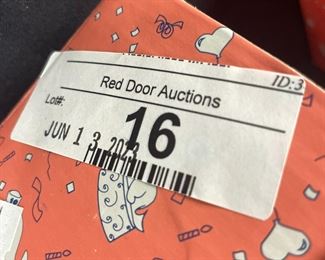 ID:3
Red Door Auctions
Lot#:
16
JUN 1 3